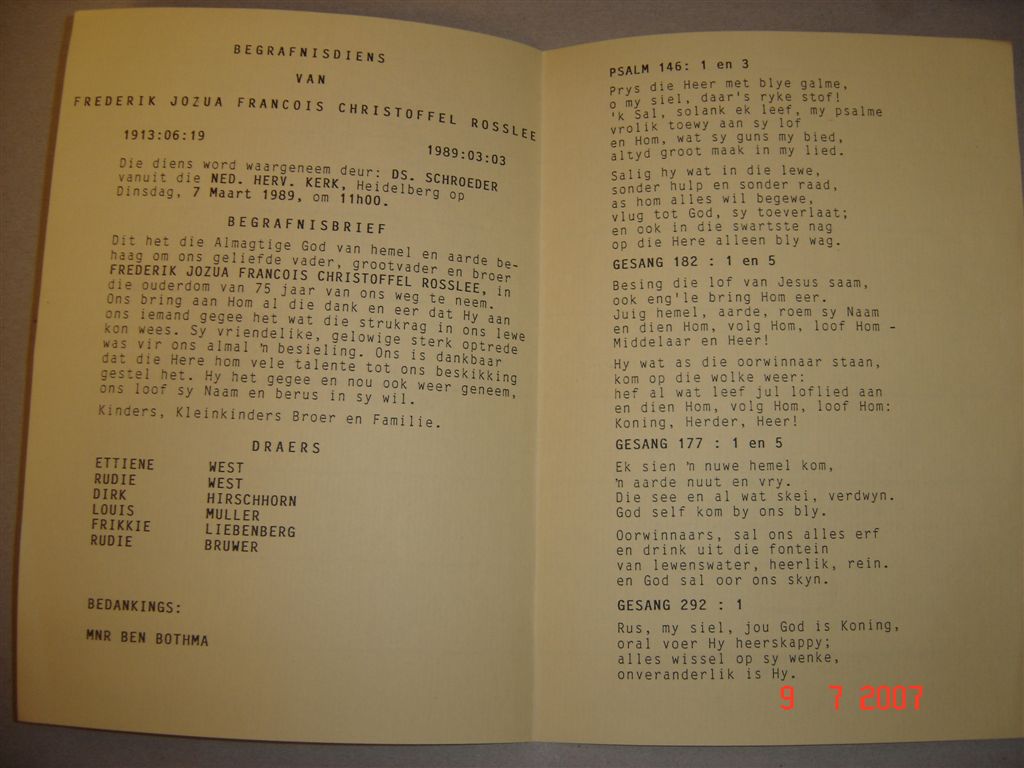 BEGRAFNISDIENS
VAN
FREDERIK JOZUA FRANCOIS CHRISTOFFEL ROSSLEE
1913:06:19 1989:03:03
Die diens word waargeneem deur: DS. SCHROEDER
vanuit die NED. HERV. KERK, Heidelberg op
Dinsdag, 7 Maart 1989, om 11h00.
BEGRAFNISBRIEF
Dit het die Almagtige God van hemel en aarde be-
haag om ons geliefde vader, grootvader en broer
FREDERIK JOZUA FRANCOIS CHRISTOFFEL ROSSLEE, in
die ouderdom van 75 jaar van ons weg te neem.
Ons bring aan Hom al die dank en eer dat Hy aan
ons iemand gegee het wat die strukrag in ons lewe
kon wees. Sy vriendelike, gelowige sterk optrede
was vir ons almal 'n besieling. Ons is dankbaar
dat die Here hom vele talente tot ons beskikking
gestel het. Hy het gegee en nou ook weer geneem,
ons loof sy Naam en berus in sy wil.
Kinders, Kleinkinders Broer en Familie.
DRAERS
ETTIENE WEST
RUDIE WEST
DIRK HIRSCHHORN
LOUIS MULLER
FRIKKIE LIEBENBERG
RUDIE BRUWER
BEDANKINGS:
MNR BEN BOTHMA
PSALM 146: 1 en 3
Prys die Heer met blye galme,
o my siel, daar's ryke stof!
'k Sal, solank ek leef, my psalme
vrolik toewy aan sy lof
en Hom, wat sy guns my bied,
altyd groot maak in my lied.
Salig hy wat in die lewe,
sonder hulp en sonder raad,
as hom alles wil begewe,
vlug tot God, sy toeverlaat;
en ook in die swartste nag
op die Here alleen bly wag.
GESANG 182 : 1 en 5
Besing die lof van Jesus saam,
ook eng'le bring Hom eer.
Juig hemel, aarde, roem sy Naam
en dien Hom, volg Hom, loof Hom -
Middelaar en Heer!
Hy wat as die oorwinnaar staan,
kom op die wolke weer:
hef al wat leef jul loflied aan
en dien Hom, volg Hom, loof Hom:
Koning, Herder, Heer!
GESANG 177 : 1 en 5
Ek sien 'n nuwe hemel kom,
'n aarde nuut en vry.
Die see en al wat skei, verdwyn.
God self kom by ons bly.
Oorwinnaars, sal ons alles erf
en drink uit die fontein
van lewenswater, heerlik, rein.
en God sal oor ons skyn.
GESANG 292 : 1
Rus, my siel, jou God is Koning,
oral voer Hy heerskappy;
alles wissel op sy wenke,
onveranderlik is Hy.
9 7 2007